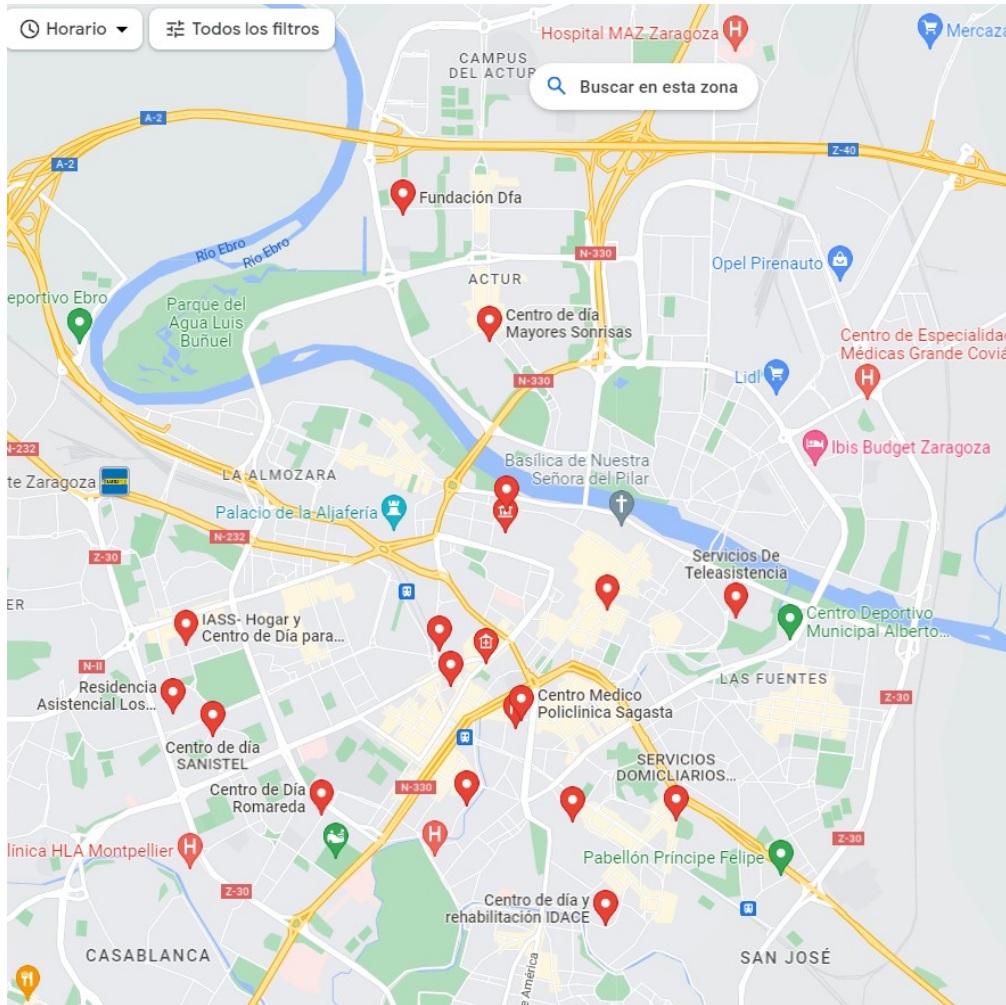 Horario
Todos los filtros
Hospital MAZ Zaragoza
H
Mercaza
CAMPUS
DEL ACTUR
Buscar en esta zona
A-2
Z-40
A-2
Fundación Dfa
Río Ebro
Río Ebro
N-330
Opel Pirenauto
ACTUR
eportivo Ebro
Parque del
Agua Luis
Buñuel
Centro de día
Mayores Sonrisas
Centro de Especialidad
Médicas Grande Coviá
H
Lidl
N-330
N-232
Ibis Budget Zaragoza
LA ALMOZARA
Basílica de Nuestra
Señora del Pilar
te Zaragoza
Palacio de la Aljafería
N-232
Z-30
Servicios De
Teleasistencia
ER
IASS- Hogar y
Centro de Día para...
Centro Deportivo
Municipal Alberto...
N-II
Residencia
Asistencial Los...
LAS FUENTES
Z-30
Centro Medico
Policlinica Sagasta
Centro de día
SANISTEL
SERVICIOS
DOMICLIARIOS...
N-330
Centro de Día
Romareda
Z-30
línica HLA Montpellier
H
H
Pabellón Príncipe Felipe
Z-30
Centro de día y
rehabilitación IDACE
CASABLANCA
SAN JOSÉ
de América